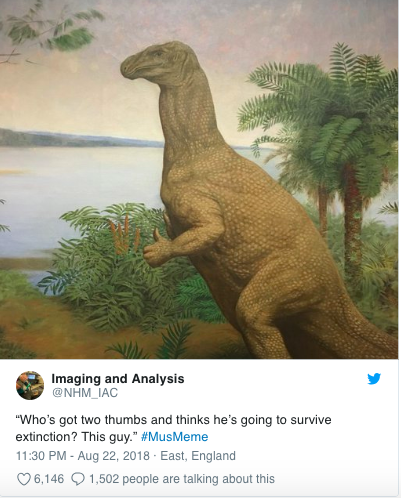 Imaging and Analysis
@NHM_IAC
“Who’s got two thumbs and thinks he’s going to survive
extinction? This guy.” #MusMeme
11:30 PM - Aug 22, 2018 · East, England
6,146 1,502 people are talking about this